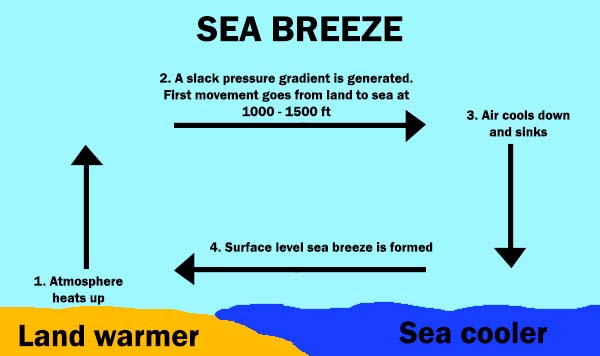 SEA BREEZE
2. A slack pressure gradient is generated.
First movement goes from land to sea at
1000 - 1500 ft
3. Air cools down
and sinks
4. Surface level sea breeze is formed
1. Atmosphere
heats up
Land warmer
Sea cooler